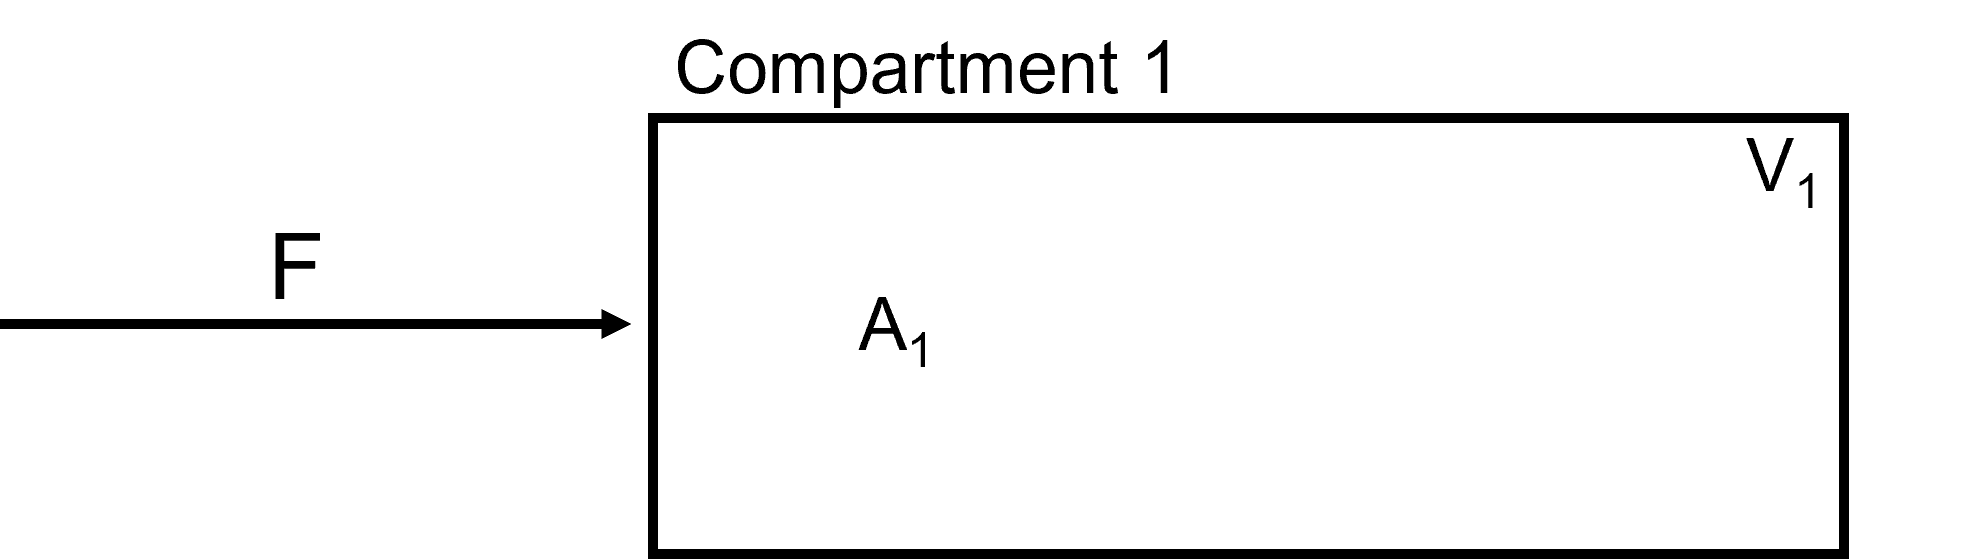 Compartment 1
V₁
F
A₁